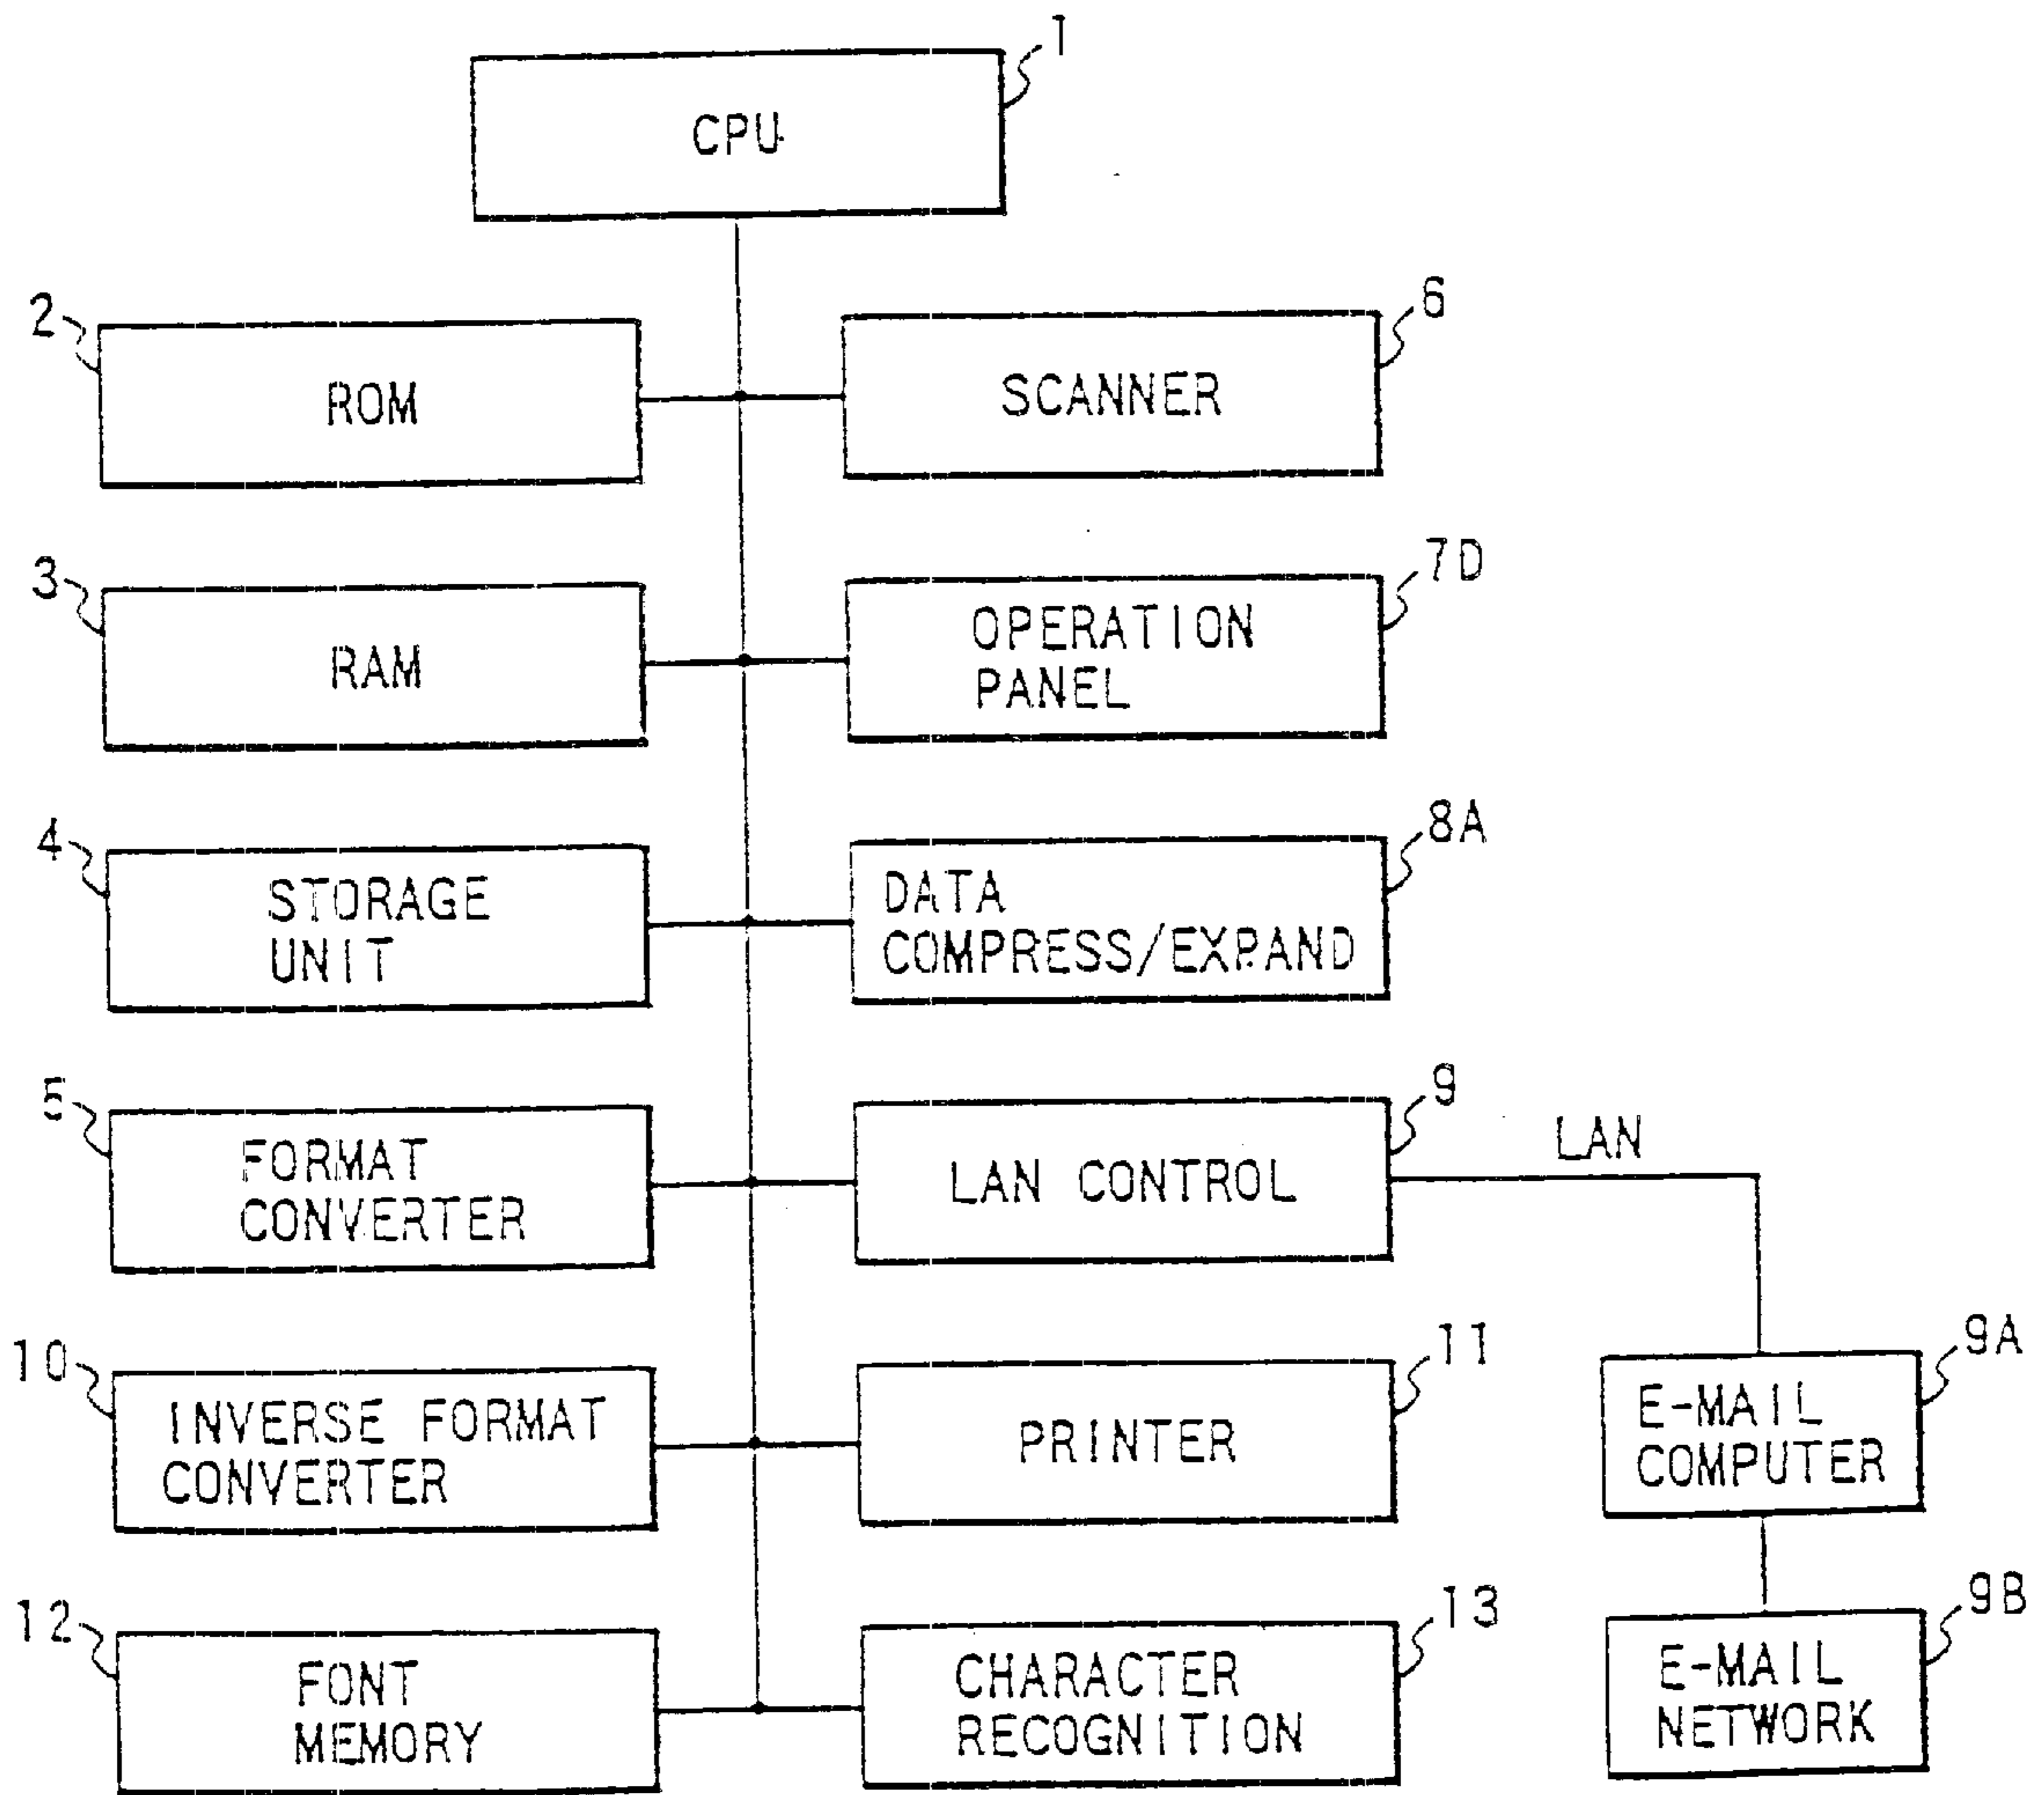 1
CPU
2
ROM
6
SCANNER
3
RAM
7D
OPERATION
PANEL
4
STORAGE
UNIT
8A
DATA
COMPRESS/EXPAND
5
FORMAT
CONVERTER
9
LAN CONTROL
LAN
10
INVERSE FORMAT
CONVERTER
11
PRINTER
9A
E-MAIL
COMPUTER
12
FONT
MEMORY
13
CHARACTER
RECOGNITION
9B
E-MAIL
NETWORK